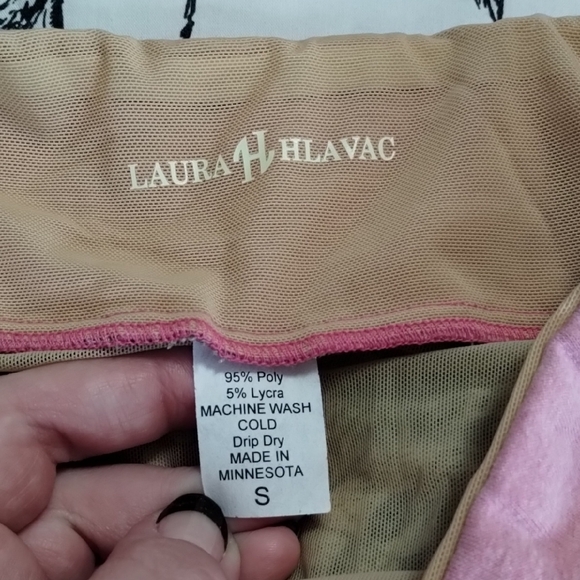 LAURA H HLAVAC
95% Poly
5% Lycra
MACHINE WASH
COLD
Drip Dry
MADE IN
MINNESOTA
S